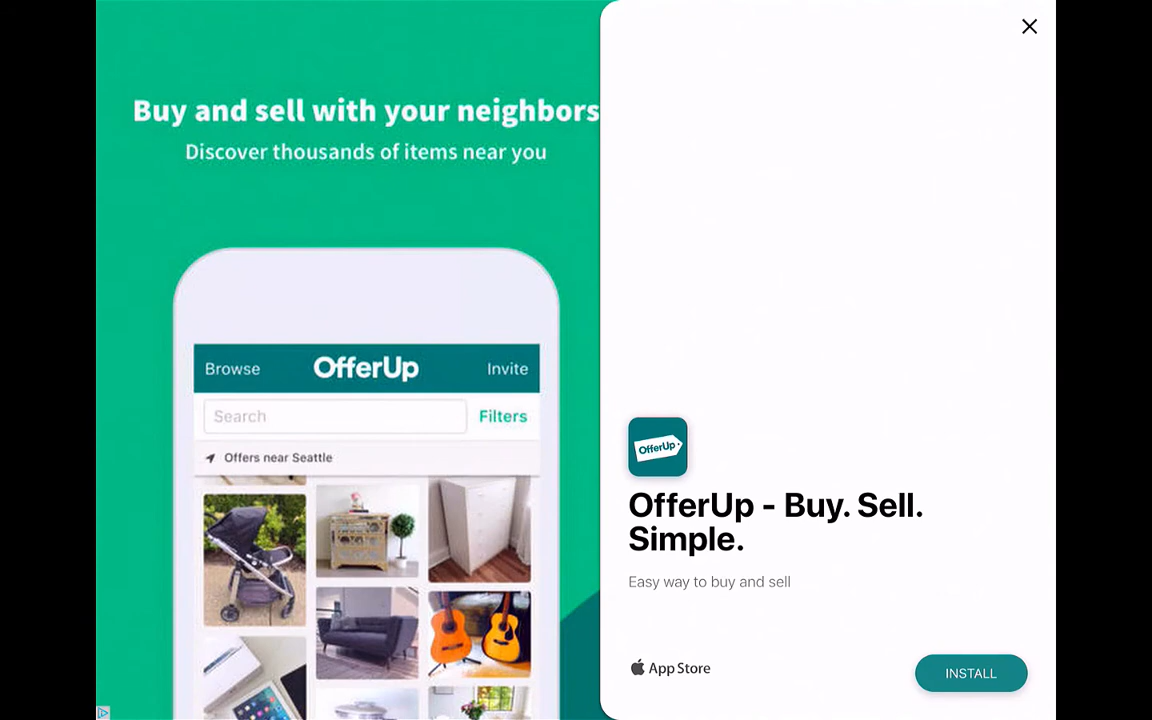 Buy and sell with your neighbors
Discover thousands of items near you
Browse
OfferUp
Invite
Search
Filters
Offers near Seattle
OfferUp
OfferUp - Buy. Sell.
Simple.
Easy way to buy and sell
App Store
INSTALL